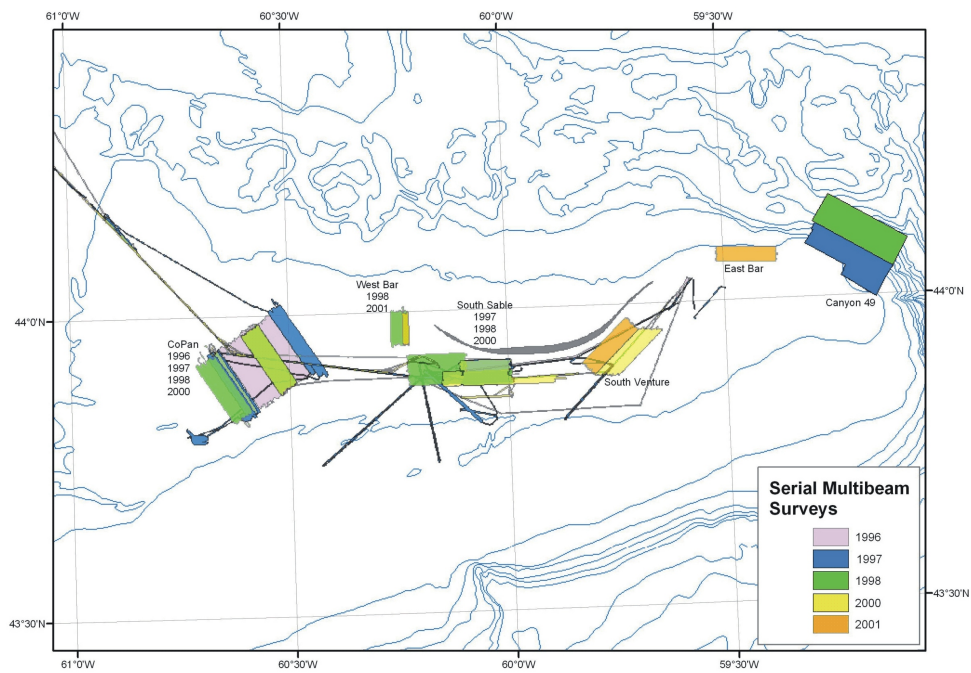 61°0'W
60°30'W
60°0'W
59°30'W
East Bar
Canyon 49
44°0'N
West Bar
1998
2001
South Sable
1997
1998
2000
44°0'N
CoPan
1996
1997
1998
2000
South Venture
Serial Multibeam
Surveys
1996
1997
1998
2000
2001
43°30'N
43°30'N
61°0'W
60°30'W
60°0'W
59°30'W